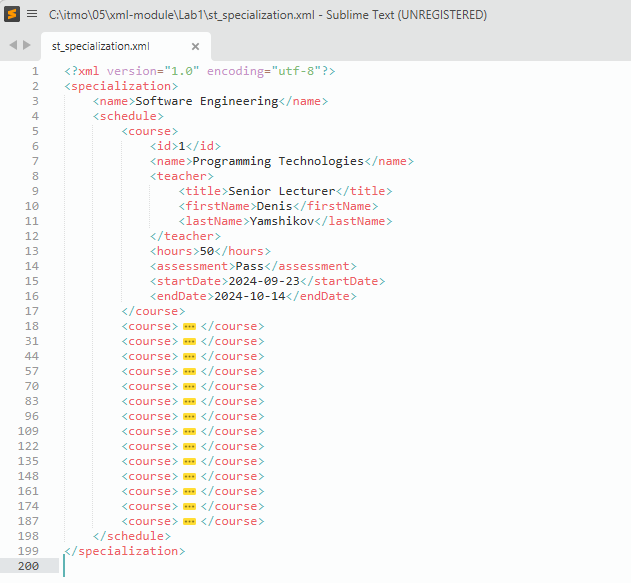 C:\itmo\05\xml-module\Lab1\st_specialization.xml - Sublime Text (UNREGISTERED)
st_specialization.xml ×
1 <?xml version="1.0" encoding="utf-8"?>
2 <specialization>
3 <name>Software Engineering</name>
4 <schedule>
5 <course>
6 <id>1</id>
7 <name>Programming Technologies</name>
8 <teacher>
9 <title>Senior Lecturer</title>
10 <firstName>Denis</firstName>
11 <lastName>Yamshikov</lastName>
12 </teacher>
13 <hours>50</hours>
14 <assessment>Pass</assessment>
15 <startDate>2024-09-23</startDate>
16 <endDate>2024-10-14</endDate>
17 </course>
18 <course> ··· </course>
31 <course> ··· </course>
44 <course> ··· </course>
57 <course> ··· </course>
70 <course> ··· </course>
83 <course> ··· </course>
96 <course> ··· </course>
109 <course> ··· </course>
122 <course> ··· </course>
135 <course> ··· </course>
148 <course> ··· </course>
161 <course> ··· </course>
174 <course> ··· </course>
187 <course> ··· </course>
198 </schedule>
199 </specialization>
200